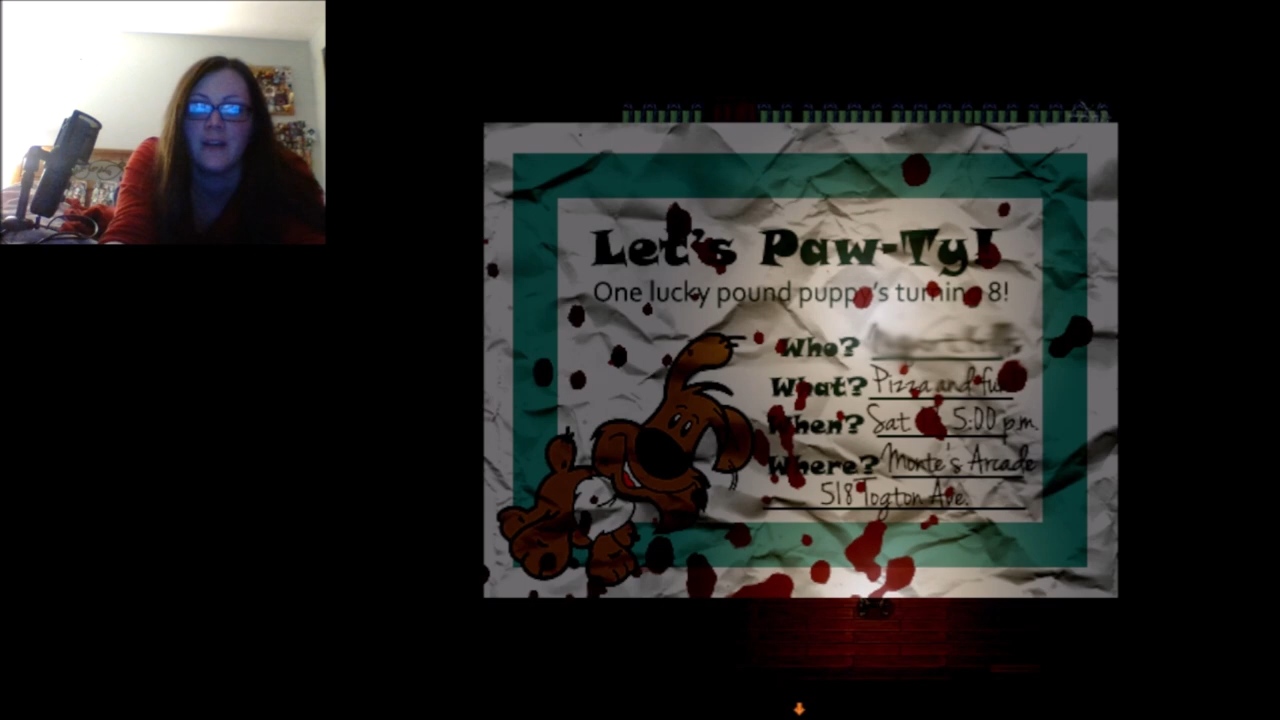 Let's Paw-Ty!
One lucky pound puppy's turning 8!
Who?
What? Pizza and fun
When? Sat 5:00 p.m.
Where? Monte's Arcade
518 Togton Ave.